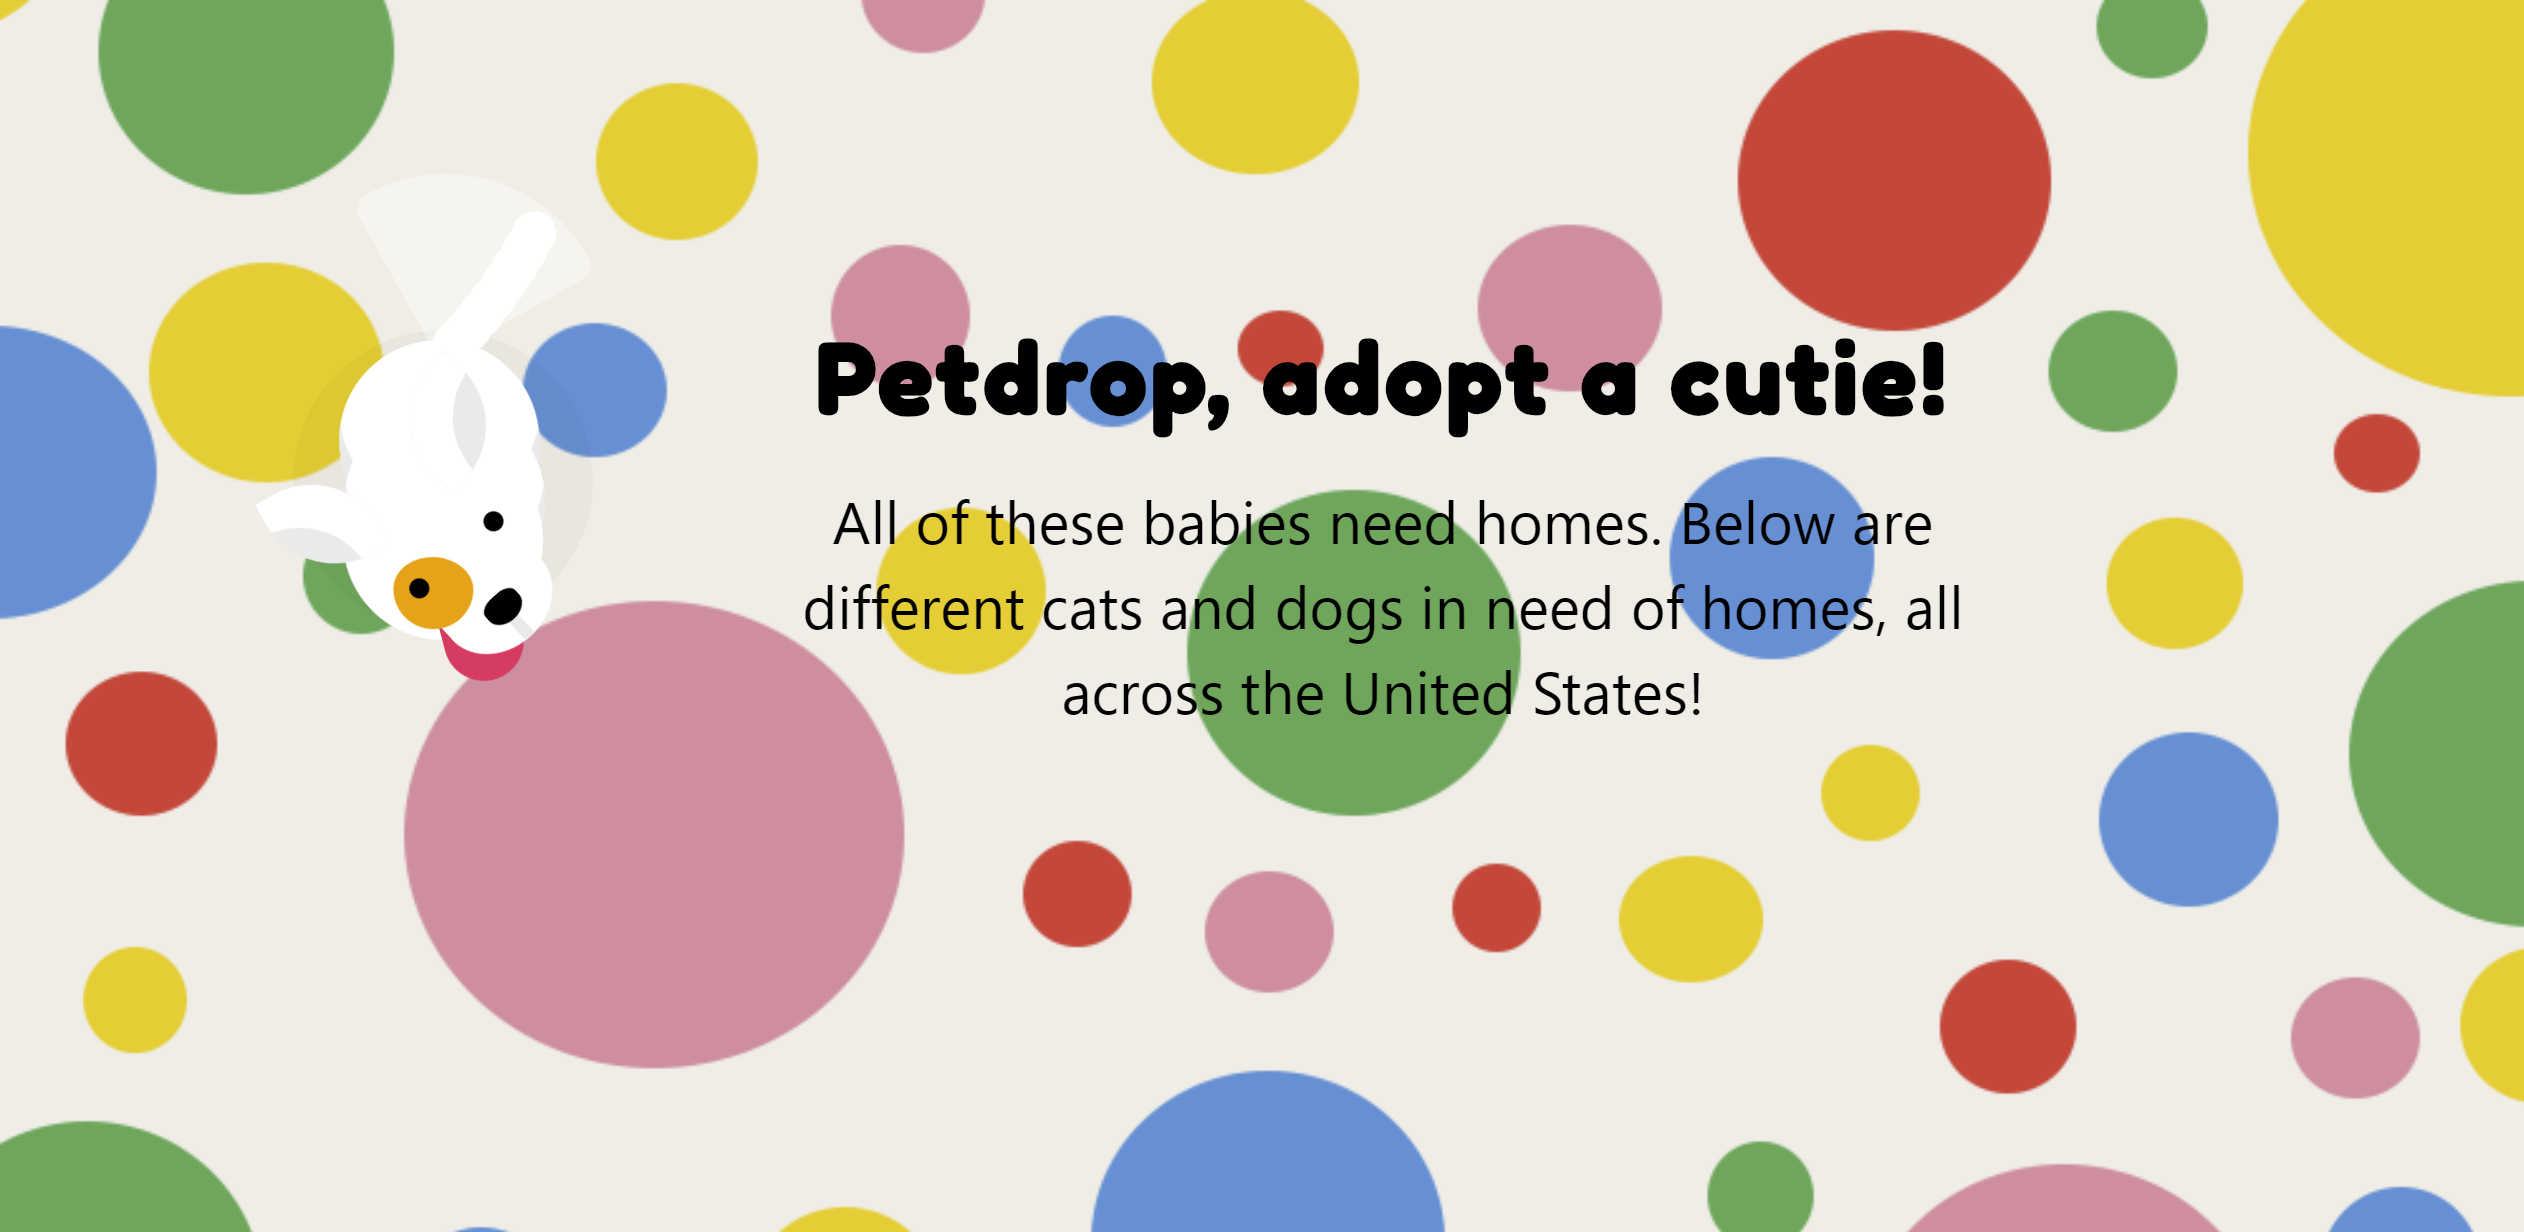 Petdrop, adopt a cutie!
All of these babies need homes. Below are
different cats and dogs in need of homes, all
across the United States!